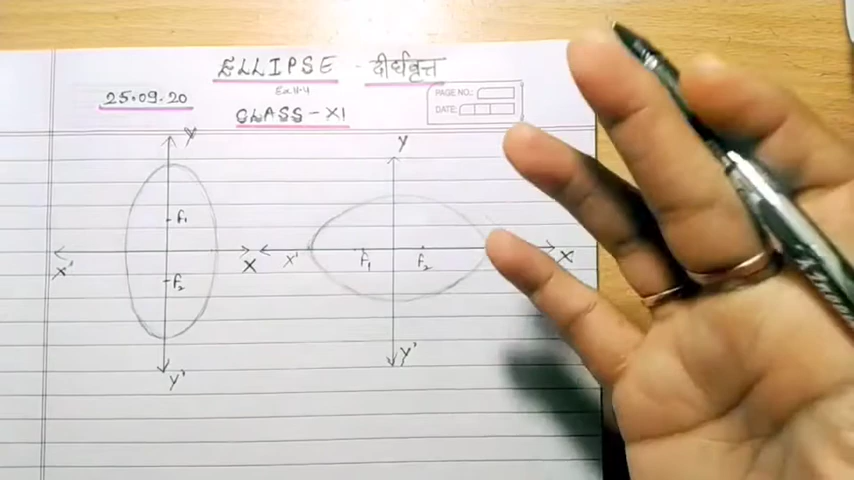 ELLIPSE - दीर्घवृत्त
Ex 11.4
25.09.20
PAGE NO.:
DATE:
CLASS-XI
Y
f1
f2
X'
X
Y'
Y
X'
f1
f2
X
Y'